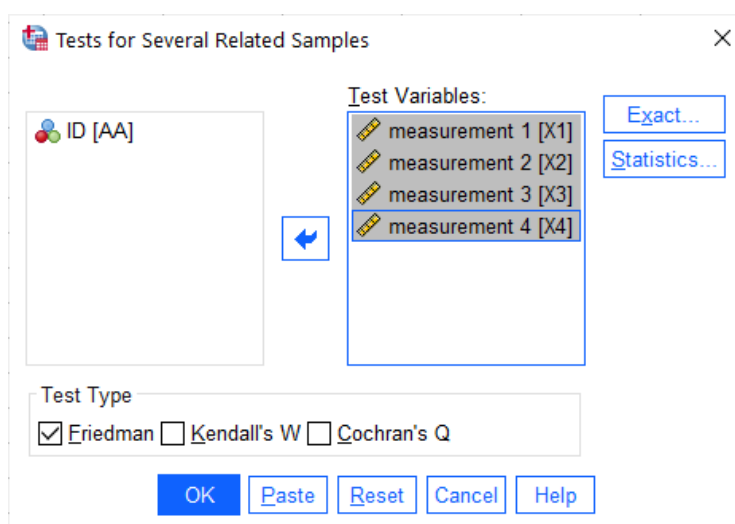 Tests for Several Related Samples
Test Variables:
ID [AA]
measurement 1 [X1]
measurement 2 [X2]
measurement 3 [X3]
measurement 4 [X4]
Exact...
Statistics...
Test Type
Friedman Kendall's W Cochran's Q
OK Paste Reset Cancel Help